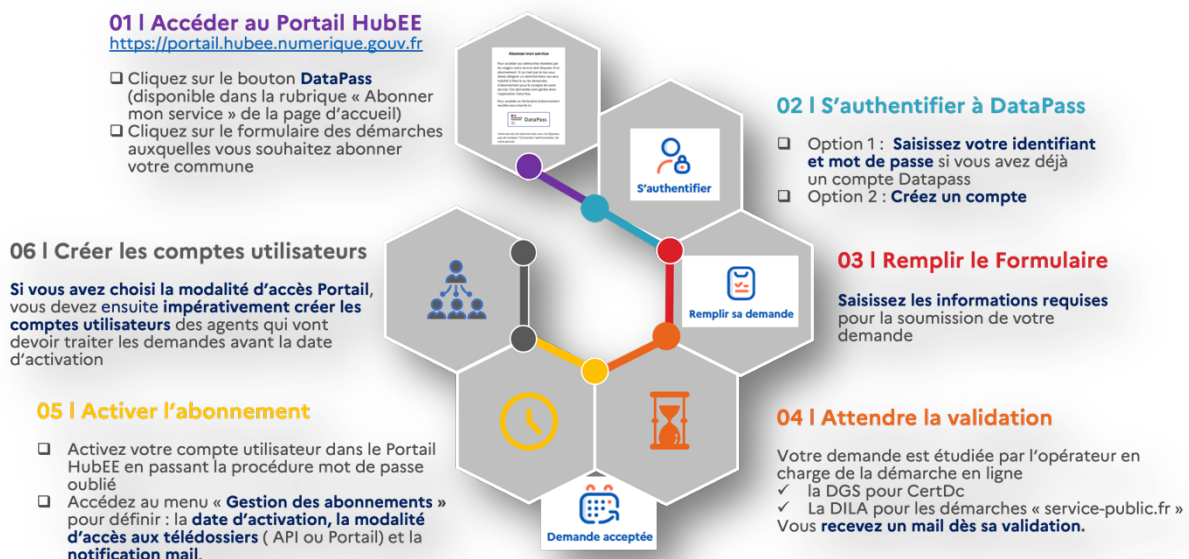 01 l Accéder au Portail HubEE
https://portail.hubee.numerique.gouv.fr
❑ Cliquez sur le bouton DataPass
(disponible dans la rubrique « Abonner
mon service » de la page d'accueil)
❑ Cliquez sur le formulaire des démarches
auxquelles vous souhaitez abonner
votre commune
Abonner mon service
DataPass
02 l S'authentifier à DataPass
❑ Option 1 : Saisissez votre identifiant
et mot de passe si vous avez déjà
un compte Datapass
❑ Option 2 : Créez un compte
S'authentifier
03 l Remplir le Formulaire
Saisissez les informations requises
pour la soumission de votre
demande
Remplir sa demande
04 l Attendre la validation
Votre demande est étudiée par l'opérateur en
charge de la démarche en ligne
✓ la DGS pour CertDc
✓ La DILA pour les démarches « service-public.fr »
Vous recevez un mail dès sa validation.
Demande acceptée
05 l Activer l'abonnement
❑ Activez votre compte utilisateur dans le Portail
HubEE en passant la procédure mot de passe
oublié
❑ Accédez au menu « Gestion des abonnements »
pour définir : la date d'activation, la modalité
d'accès aux télédossiers ( API ou Portail) et la
notification mail.
06 l Créer les comptes utilisateurs
Si vous avez choisi la modalité d'accès Portail,
vous devez ensuite impérativement créer les
comptes utilisateurs des agents qui vont
devoir traiter les demandes avant la date
d'activation